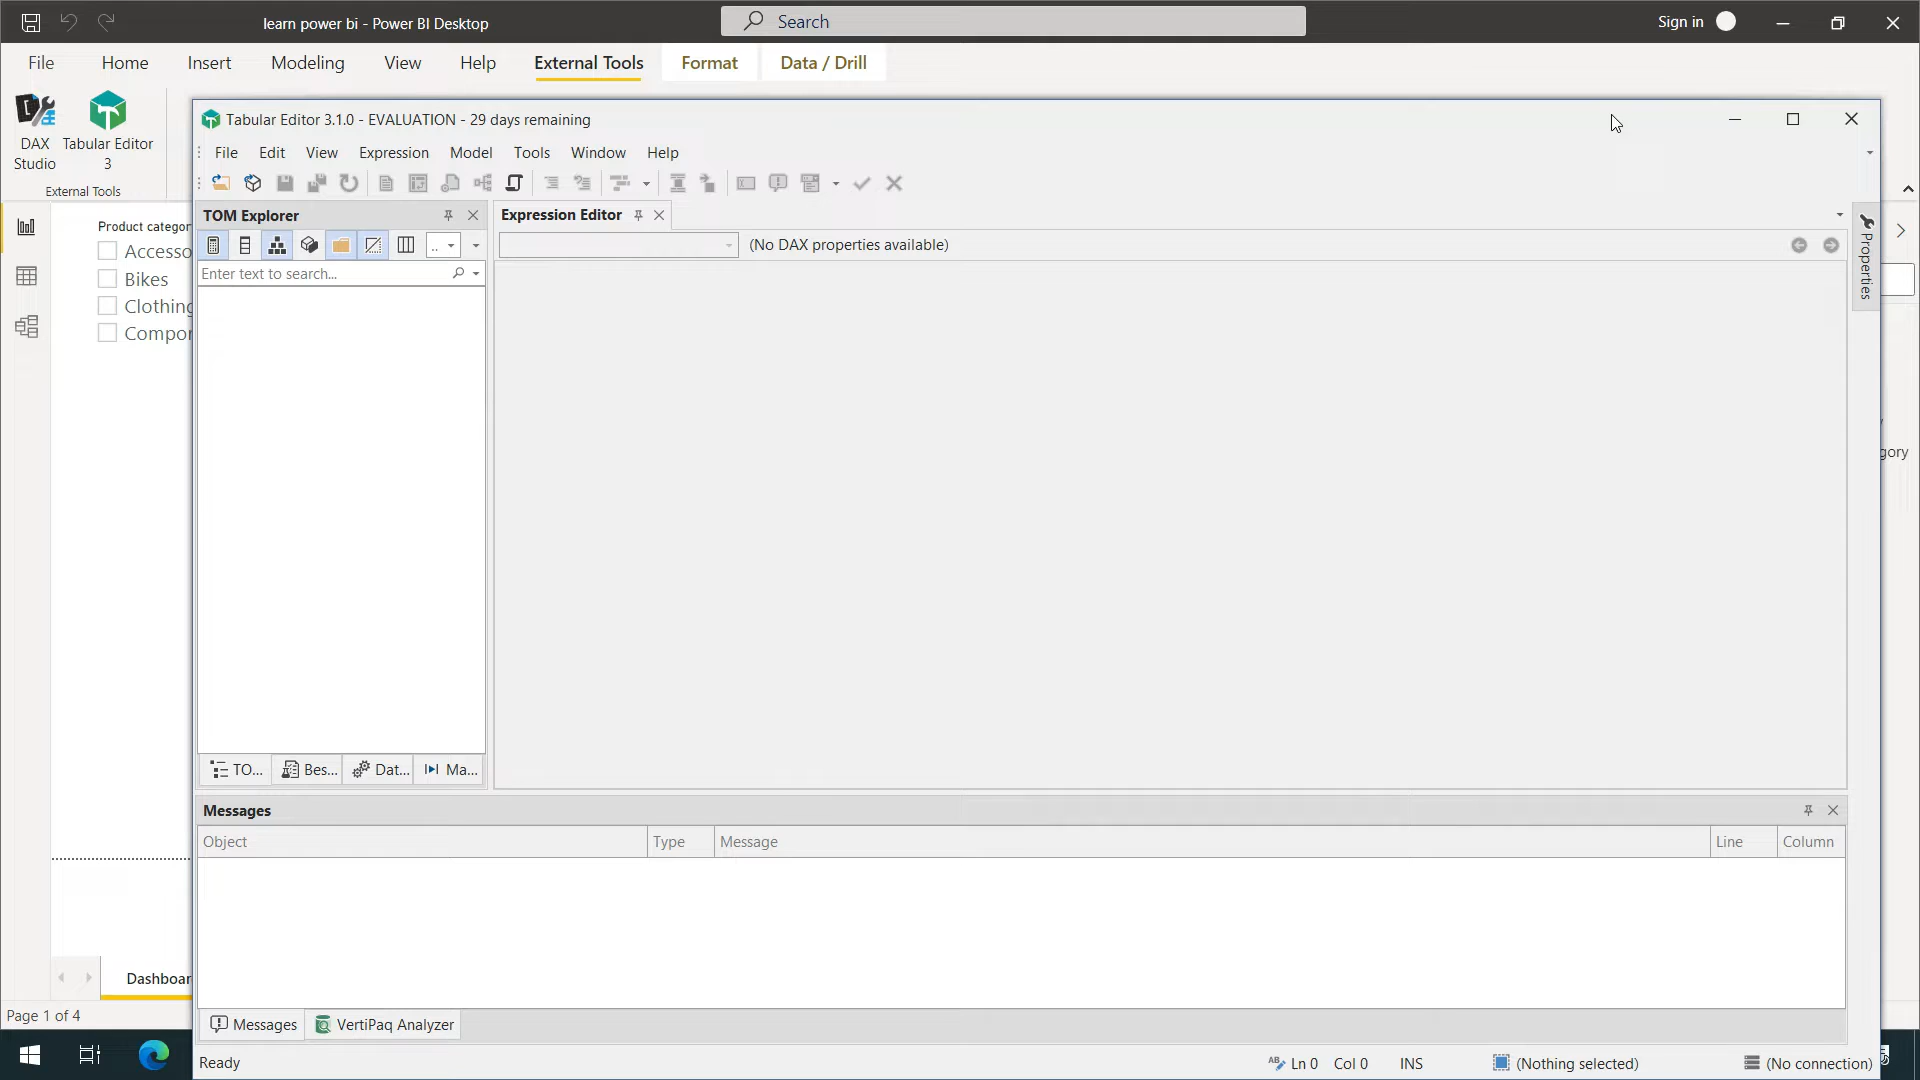 learn power bi - Power BI Desktop
Search
Sign in
File
Home
Insert
Modeling
View
Help
External Tools
Format
Data / Drill
DAX
Studio
Tabular Editor
3
External Tools
Tabular Editor 3.1.0 - EVALUATION - 29 days remaining
File
Edit
View
Expression
Model
Tools
Window
Help
TOM Explorer
Expression Editor
(No DAX properties available)
Enter text to search...
Properties
Product categor
Accesso
Bikes
Clothing
Compor
gory
TO...
Bes...
Dat...
Ma...
Messages
Object
Type
Message
Line
Column
Dashboar
Messages
VertiPaq Analyzer
Page 1 of 4
Ready
Ln 0
Col 0
INS
(Nothing selected)
(No connection)